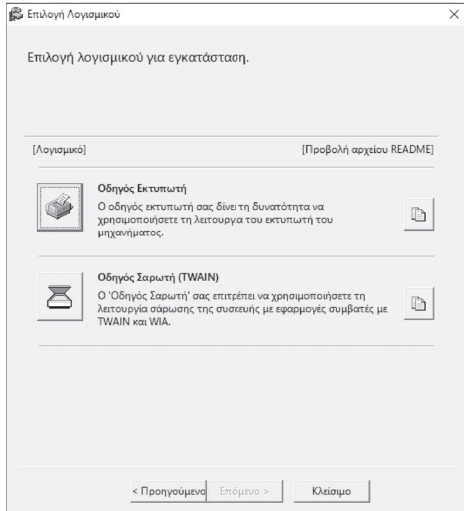 Επιλογή Λογισμικού
Επιλογή λογισμικού για εγκατάσταση.
[Λογισμικό] [Προβολή αρχείου README]
Οδηγός Εκτυπωτή
Ο οδηγός εκτυπωτή σας δίνει τη δυνατότητα να
χρησιμοποιήσετε τη λειτουργα του εκτυπωτή του
μηχανήματος.
Οδηγός Σαρωτή (TWAIN)
Ο 'Οδηγός Σαρωτή' σας επιτρέπει να χρησιμοποιήσετε τη
λειτουργία σάρωσης της συσευής με εφαρμογές συμβατές με
TWAIN και WIA.
< Προηγούμενο Επόμενο > Κλείσιμο